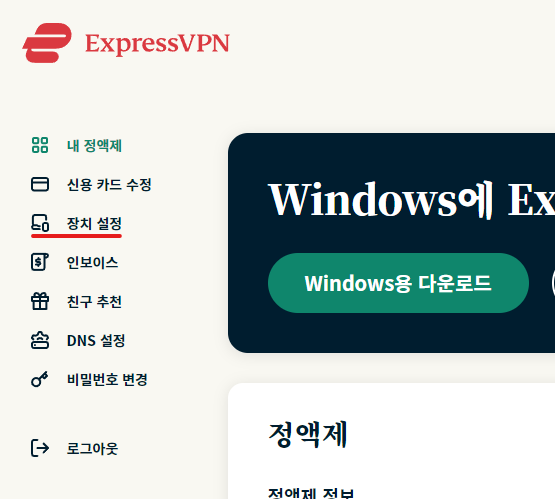 ExpressVPN
내 정액제
신용 카드 수정
장치 설정
인보이스
친구 추천
DNS 설정
비밀번호 변경
로그아웃
Windows에 Ex
Windows용 다운로드
정액제
정액제 정보